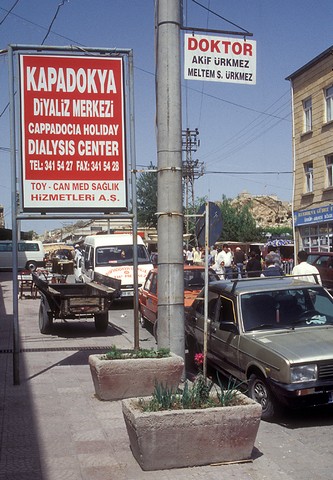 KAPADOKYA
DİYALİZ MERKEZİ
CAPPADOCIA HOLIDAY
DIALYSIS CENTER
TEL: 341 54 27 FAX: 341 54 28
TOY - CAN MED SAĞLIK
HİZMETLERİ A.Ş.
DOKTOR
AKİF ÜRKMEZ
MELTEM S. ÜRKMEZ